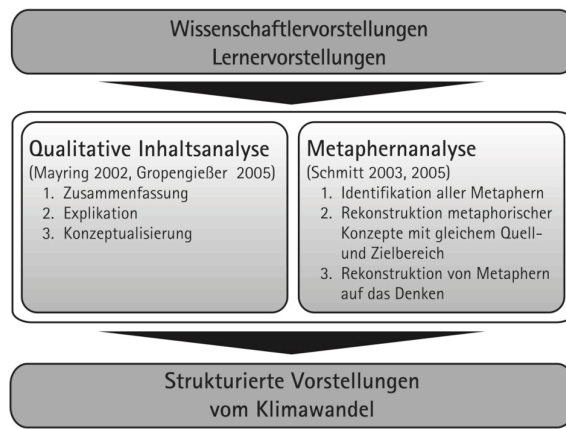 Wissenschaftlervorstellungen
Lernervorstellungen
Qualitative Inhaltsanalyse
(Mayring 2002, Gropengießer 2005)
1. Zusammenfassung
2. Explikation
3. Konzeptualisierung
Metaphernanalyse
(Schmitt 2003, 2005)
1. Identifikation aller Metaphern
2. Rekonstruktion metaphorischer
Konzepte mit gleichem Quell-
und Zielbereich
3. Rekonstruktion von Metaphern
auf das Denken
Strukturierte Vorstellungen
vom Klimawandel